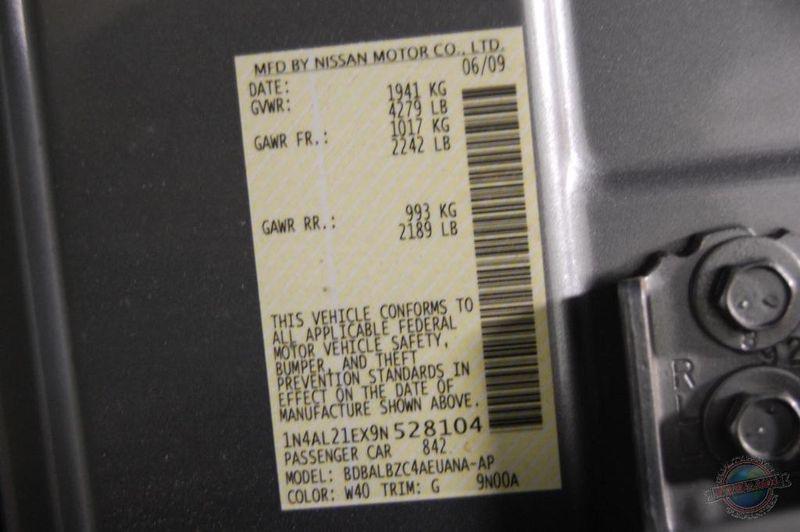 MFD BY NISSAN MOTOR CO., LTD.
DATE: 06/09
GVWR: 1941 KG
4279 LB
GAWR FR.: 1017 KG
2242 LB
GAWR RR.: 993 KG
2189 LB
THIS VEHICLE CONFORMS TO
ALL APPLICABLE FEDERAL
MOTOR VEHICLE SAFETY,
BUMPER, AND THEFT
PREVENTION STANDARDS IN
EFFECT ON THE DATE OF
MANUFACTURE SHOWN ABOVE.
1N4AL21EX9N 528104
PASSENGER CAR 842
MODEL: BDBALBZC4AEUANA-AP
COLOR: W40 TRIM: G 9N00A